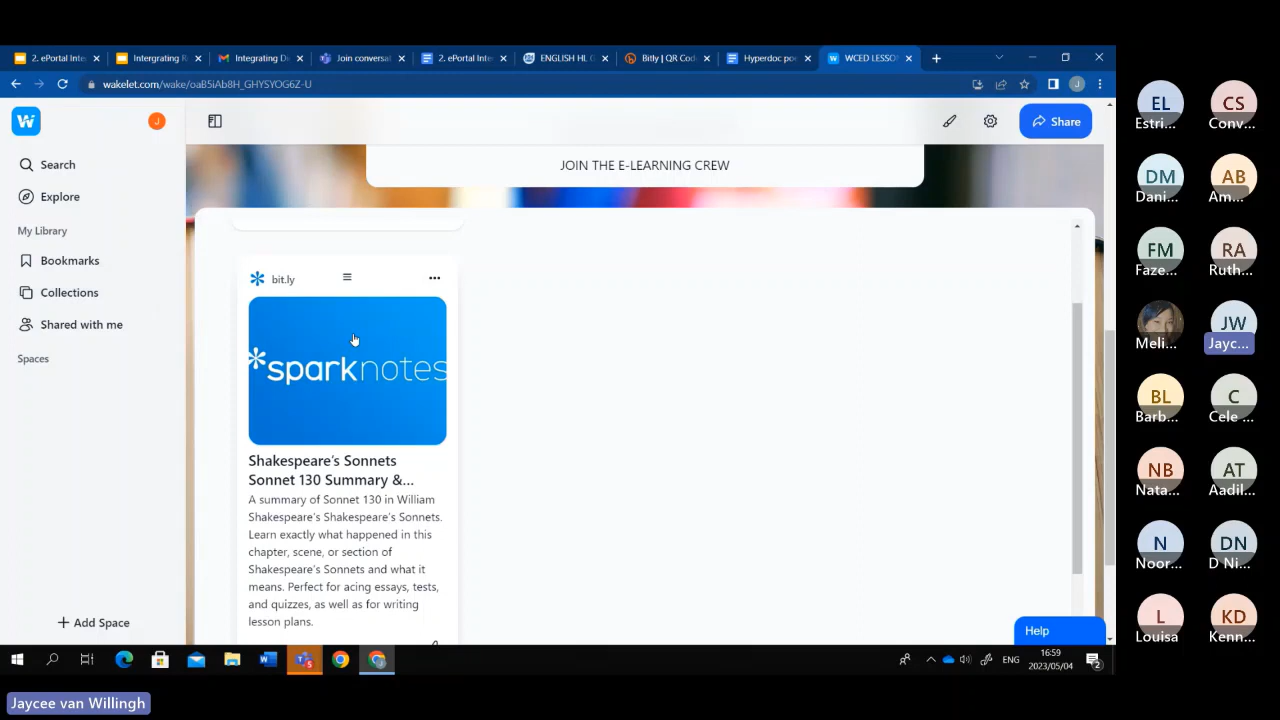 2. ePortal Inte
Intergrating R
Integrating Di
Join conversat
2. ePortal Inte
ENGLISH HL G
Bitly | QR Code
Hyperdoc po
WCED LESSO
wakelet.com/wake/oaB5iAb8H_GHYSYOG6Z-U
J
W
J
Share
Search
Explore
My Library
Bookmarks
Collections
Shared with me
Spaces
Add Space
JOIN THE E-LEARNING CREW
bit.ly
*sparknotes
Shakespeare's Sonnets
Sonnet 130 Summary &...
A summary of Sonnet 130 in William
Shakespeare's Shakespeare's Sonnets.
Learn exactly what happened in this
chapter, scene, or section of
Shakespeare's Sonnets and what it
means. Perfect for acing essays, tests,
and quizzes, as well as for writing
lesson plans.
Help
ENG
16:59
2023/05/04
2
EL
Estri...
CS
Conv...
DM
Dani...
AB
Am...
FM
Faze...
RA
Ruth...
Meli...
JW
Jayc...
BL
Barb...
C
Cele ...
NB
Nata...
AT
Aadil...
N
Noor...
DN
D Ni...
L
Louisa
KD
Kenn...
Jaycee van Willingh